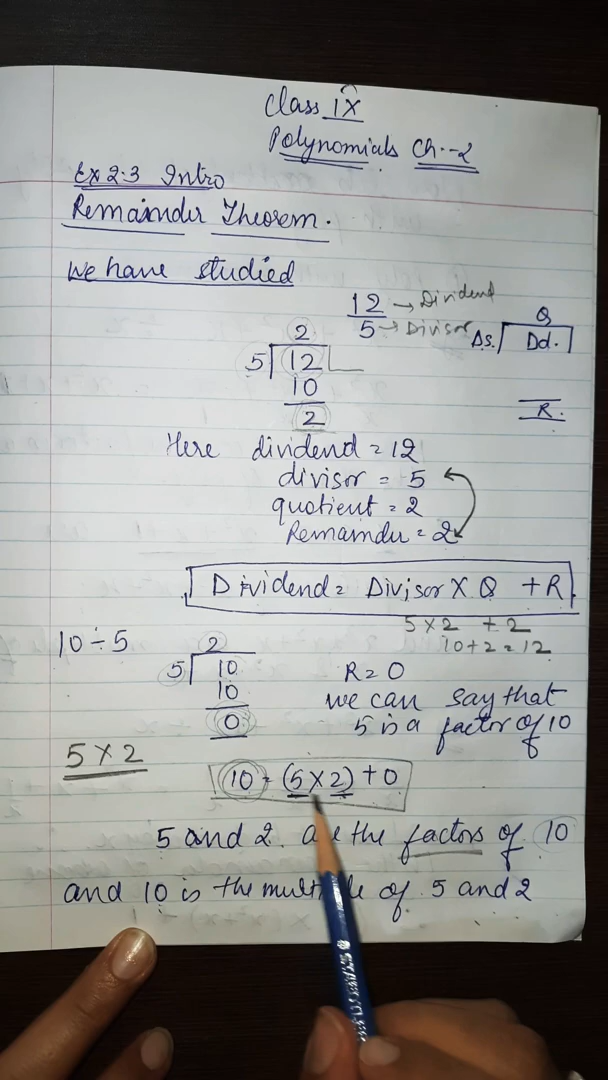 Class IX
Polynomials Ch.-2
Ex 2.3 Intro
Remainder Theorem.
We have studied
12 → Dividend
5 → Divisor
Q
Ds. Dd.
R.
2
5 12
10
2
Here dividend = 12
divisor = 5
quotient = 2
Remainder = 2
Dividend = Divisor X Q + R
5 x 2 + 2
10 + 2 = 12
10 ÷ 5
2
5 10
10
0
R = 0
we can say that
5 is a factor of 10
5 X 2
10 = (5 X 2) + 0
5 and 2 are the factors of 10
and 10 is the of 5 and 2